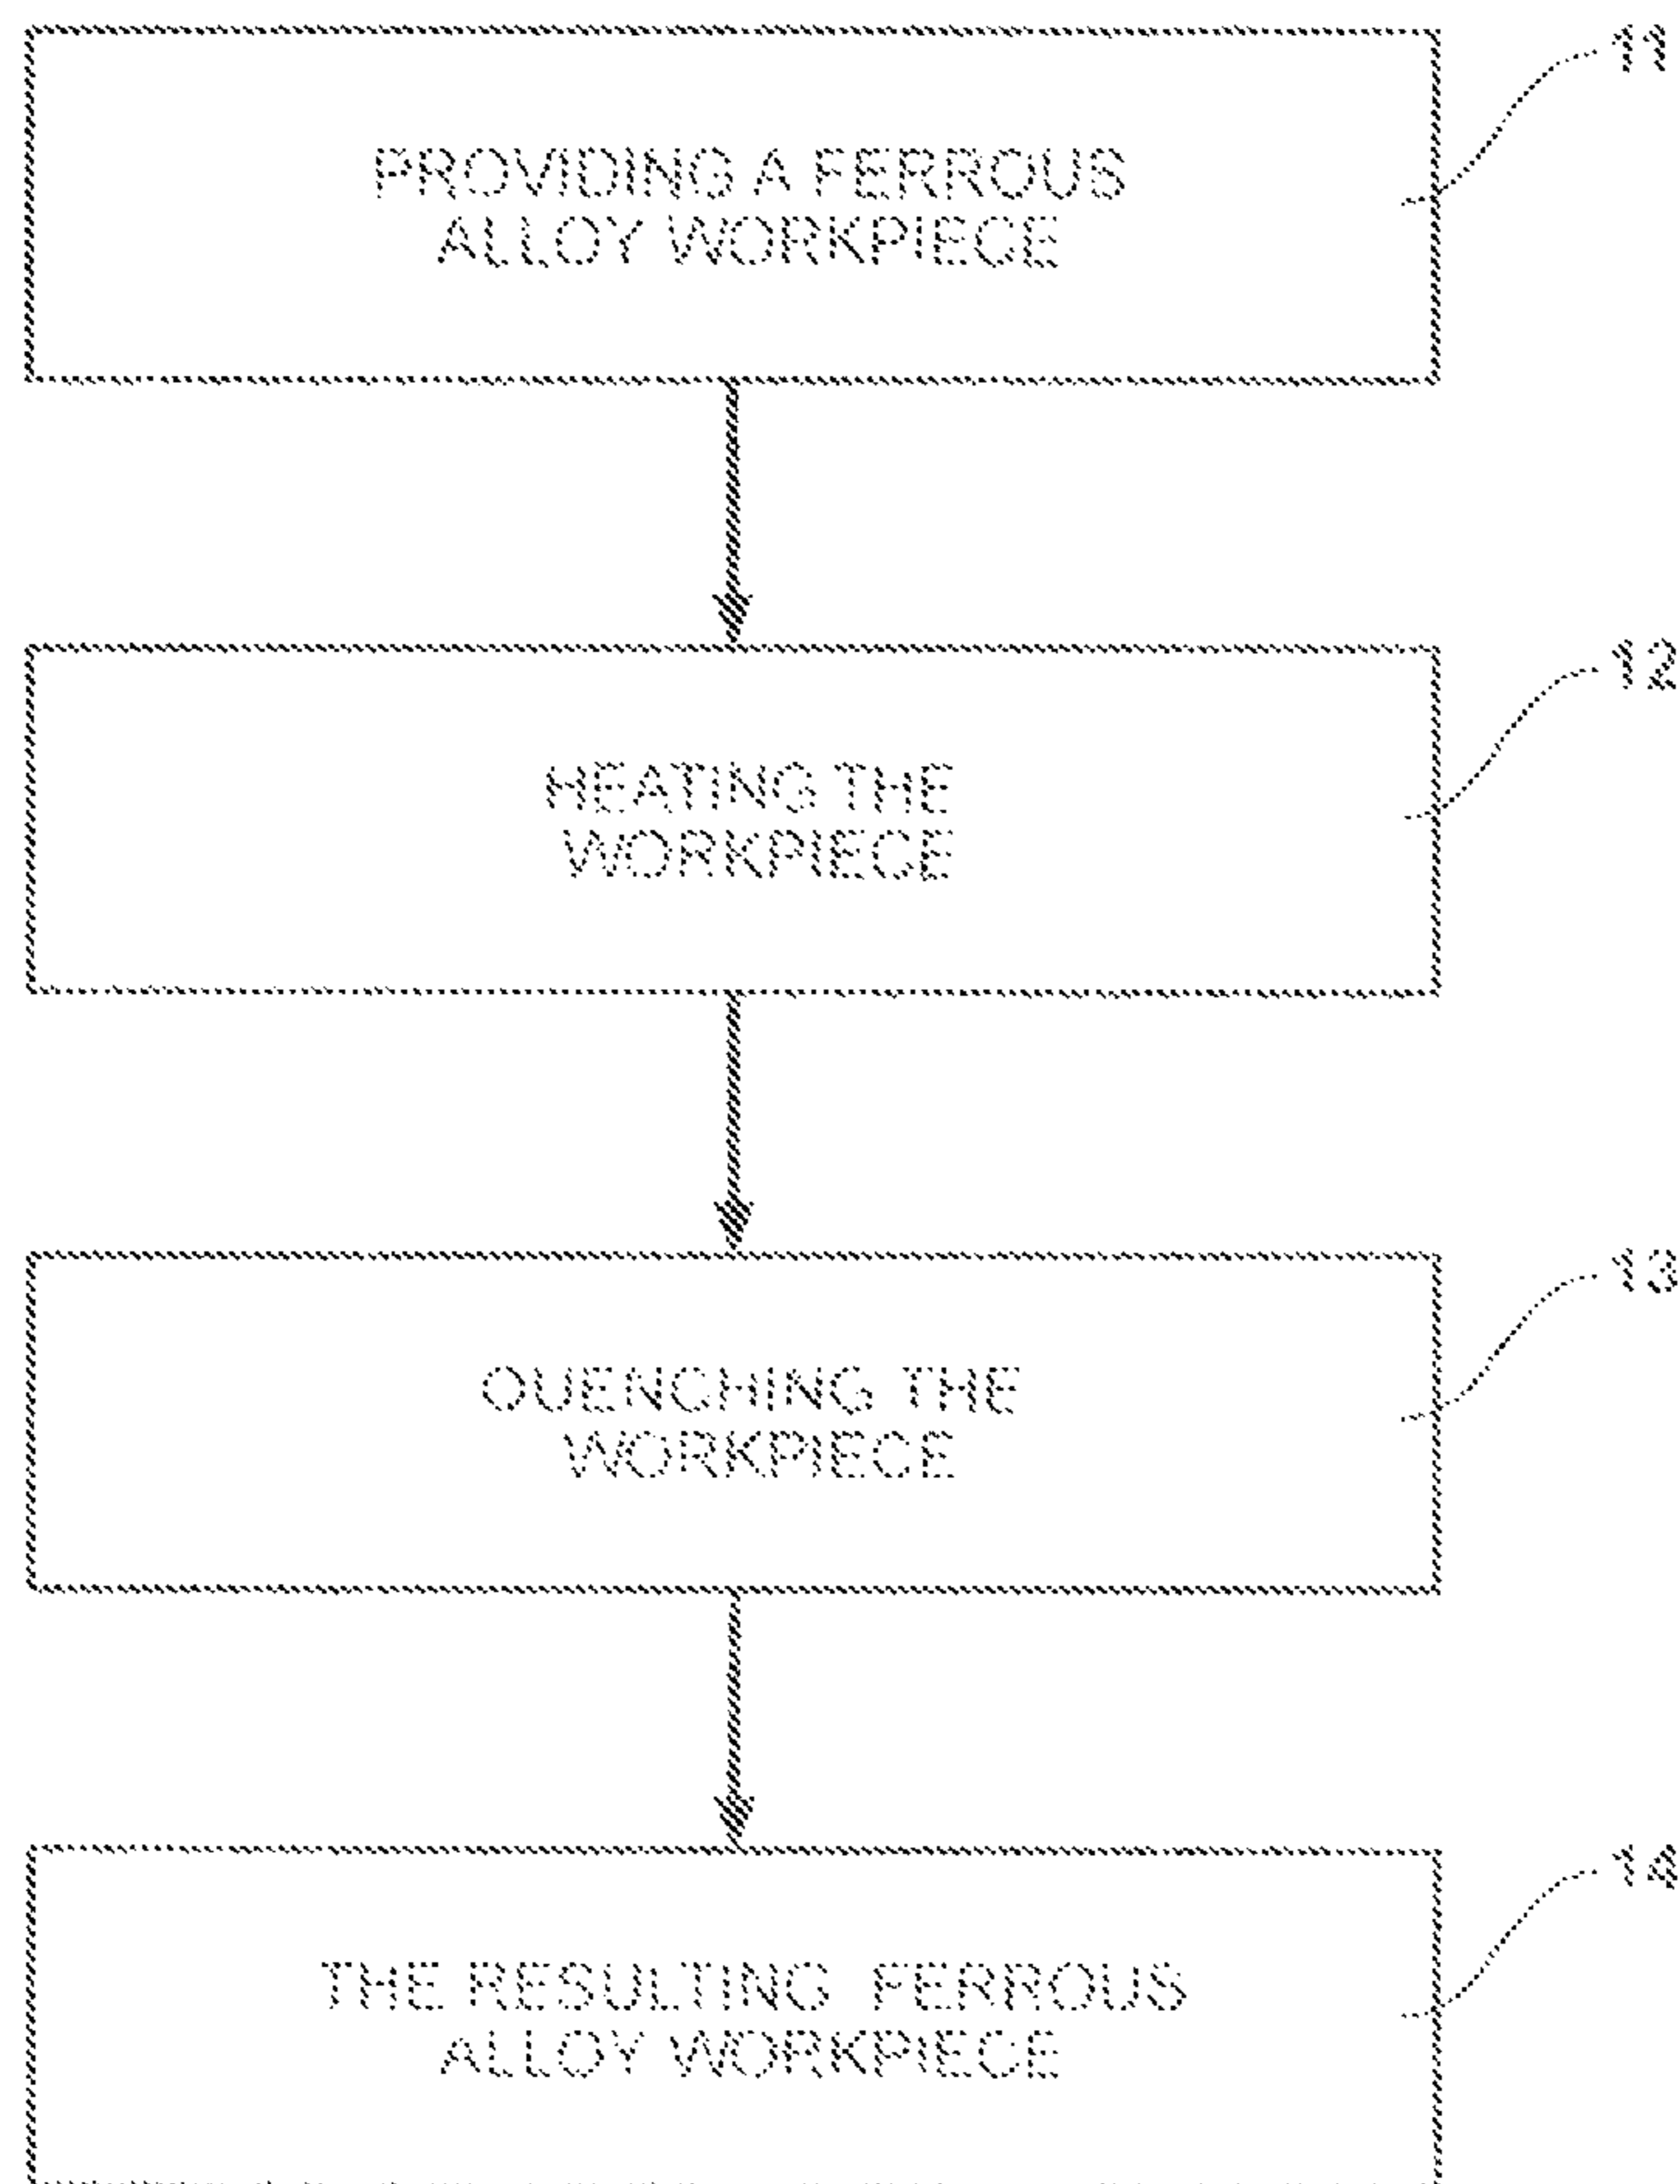 11
PROVIDING A FERROUS
ALLOY WORKPIECE
12
HEATING THE
WORKPIECE
13
QUENCHING THE
WORKPIECE
14
THE RESULTING FERROUS
ALLOY WORKPIECE